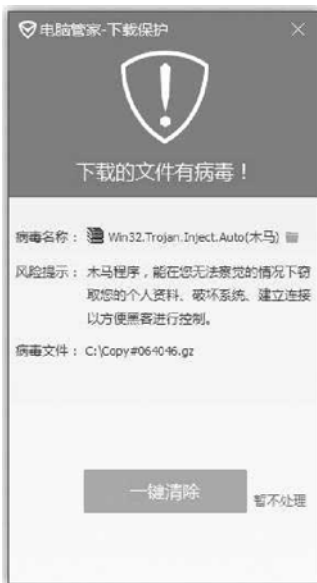 电脑管家-下载保护
下载的文件有病毒！
病毒名称： Win32.Trojan.Inject.Auto(木马)
风险提示： 木马程序，能在您无法察觉的情况下窃
取您的个人资料、破坏系统、建立连接
以方便黑客进行控制。
病毒文件： C:\Copy#064046.gz
一键清除
暂不处理